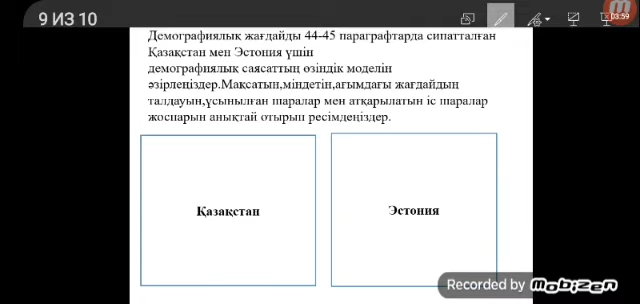 9 ИЗ 10
03:59
Демографиялық жағдайды 44-45 параграфтарда сипатталған
Қазақстан мен Эстония үшін
демографиялық саясаттың өзіндік моделін
әзірлеңіздер.Мақсатын,міндетін,ағымдағы жағдайдың
талдауын,ұсынылған шаралар мен атқарылатын іс шаралар
жоспарын анықтай отырып ресімдеңіздер.
Қазақстан
Эстония
Recorded by mobizen